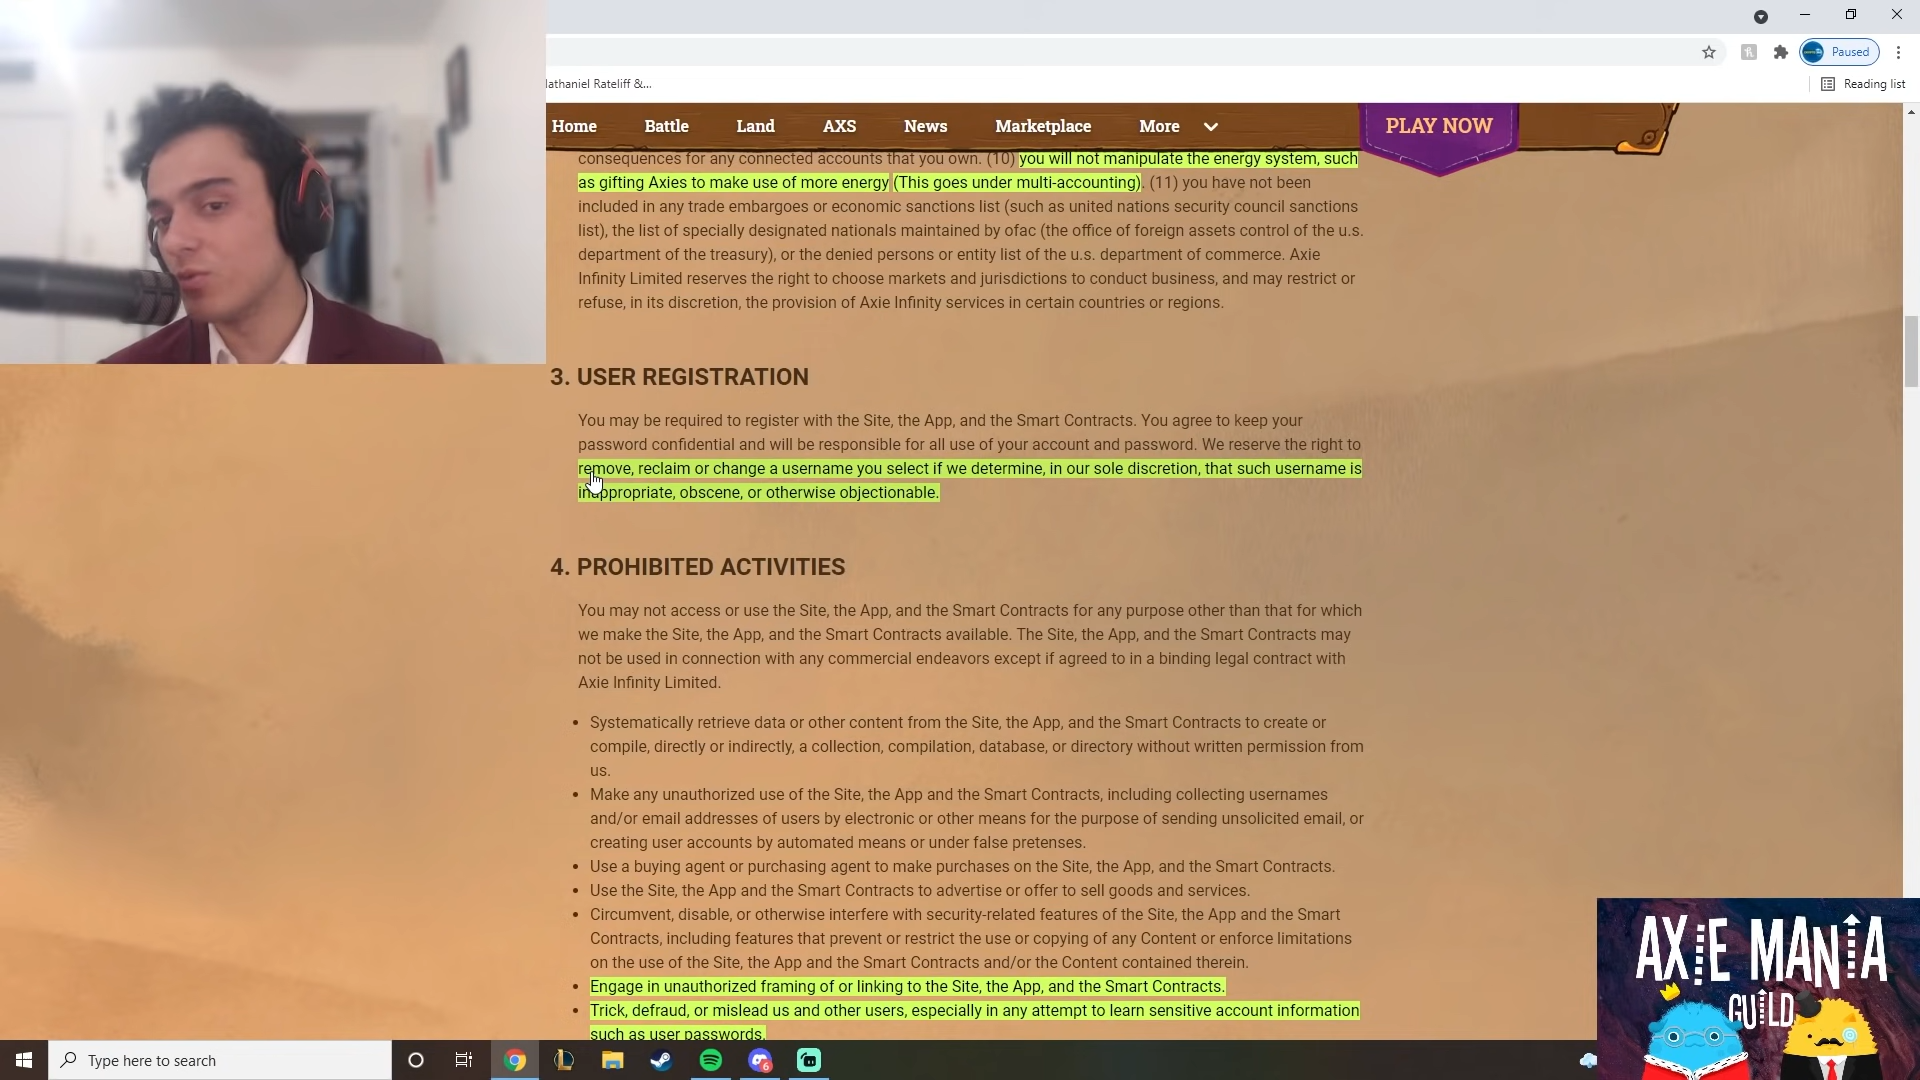 Paused
athaniel Rateliff &...
Reading list
Home
Battle
Land
AXS
News
Marketplace
More
PLAY NOW
consequences for any connected accounts that you own. (10) you will not manipulate the energy system, such
as gifting Axies to make use of more energy (This goes under multi-accounting). (11) you have not been
included in any trade embargoes or economic sanctions list (such as united nations security council sanctions
list), the list of specially designated nationals maintained by ofac (the office of foreign assets control of the u.s.
department of the treasury), or the denied persons or entity list of the u.s. department of commerce. Axie
Infinity Limited reserves the right to choose markets and jurisdictions to conduct business, and may restrict or
refuse, in its discretion, the provision of Axie Infinity services in certain countries or regions.
3. USER REGISTRATION
You may be required to register with the Site, the App, and the Smart Contracts. You agree to keep your
password confidential and will be responsible for all use of your account and password. We reserve the right to
remove, reclaim or change a username you select if we determine, in our sole discretion, that such username is
inappropriate, obscene, or otherwise objectionable.
4. PROHIBITED ACTIVITIES
You may not access or use the Site, the App, and the Smart Contracts for any purpose other than that for which
we make the Site, the App, and the Smart Contracts available. The Site, the App, and the Smart Contracts may
not be used in connection with any commercial endeavors except if agreed to in a binding legal contract with
Axie Infinity Limited.
• Systematically retrieve data or other content from the Site, the App, and the Smart Contracts to create or
compile, directly or indirectly, a collection, compilation, database, or directory without written permission from
us.
• Make any unauthorized use of the Site, the App and the Smart Contracts, including collecting usernames
and/or email addresses of users by electronic or other means for the purpose of sending unsolicited email, or
creating user accounts by automated means or under false pretenses.
• Use a buying agent or purchasing agent to make purchases on the Site, the App, and the Smart Contracts.
• Use the Site, the App and the Smart Contracts to advertise or offer to sell goods and services.
• Circumvent, disable, or otherwise interfere with security-related features of the Site, the App and the Smart
Contracts, including features that prevent or restrict the use or copying of any Content or enforce limitations
on the use of the Site, the App and the Smart Contracts and/or the Content contained therein.
• Engage in unauthorized framing of or linking to the Site, the App, and the Smart Contracts.
• Trick, defraud, or mislead us and other users, especially in any attempt to learn sensitive account information
such as user passwords.
AXIE MANIA
GUILD
Type here to search
6